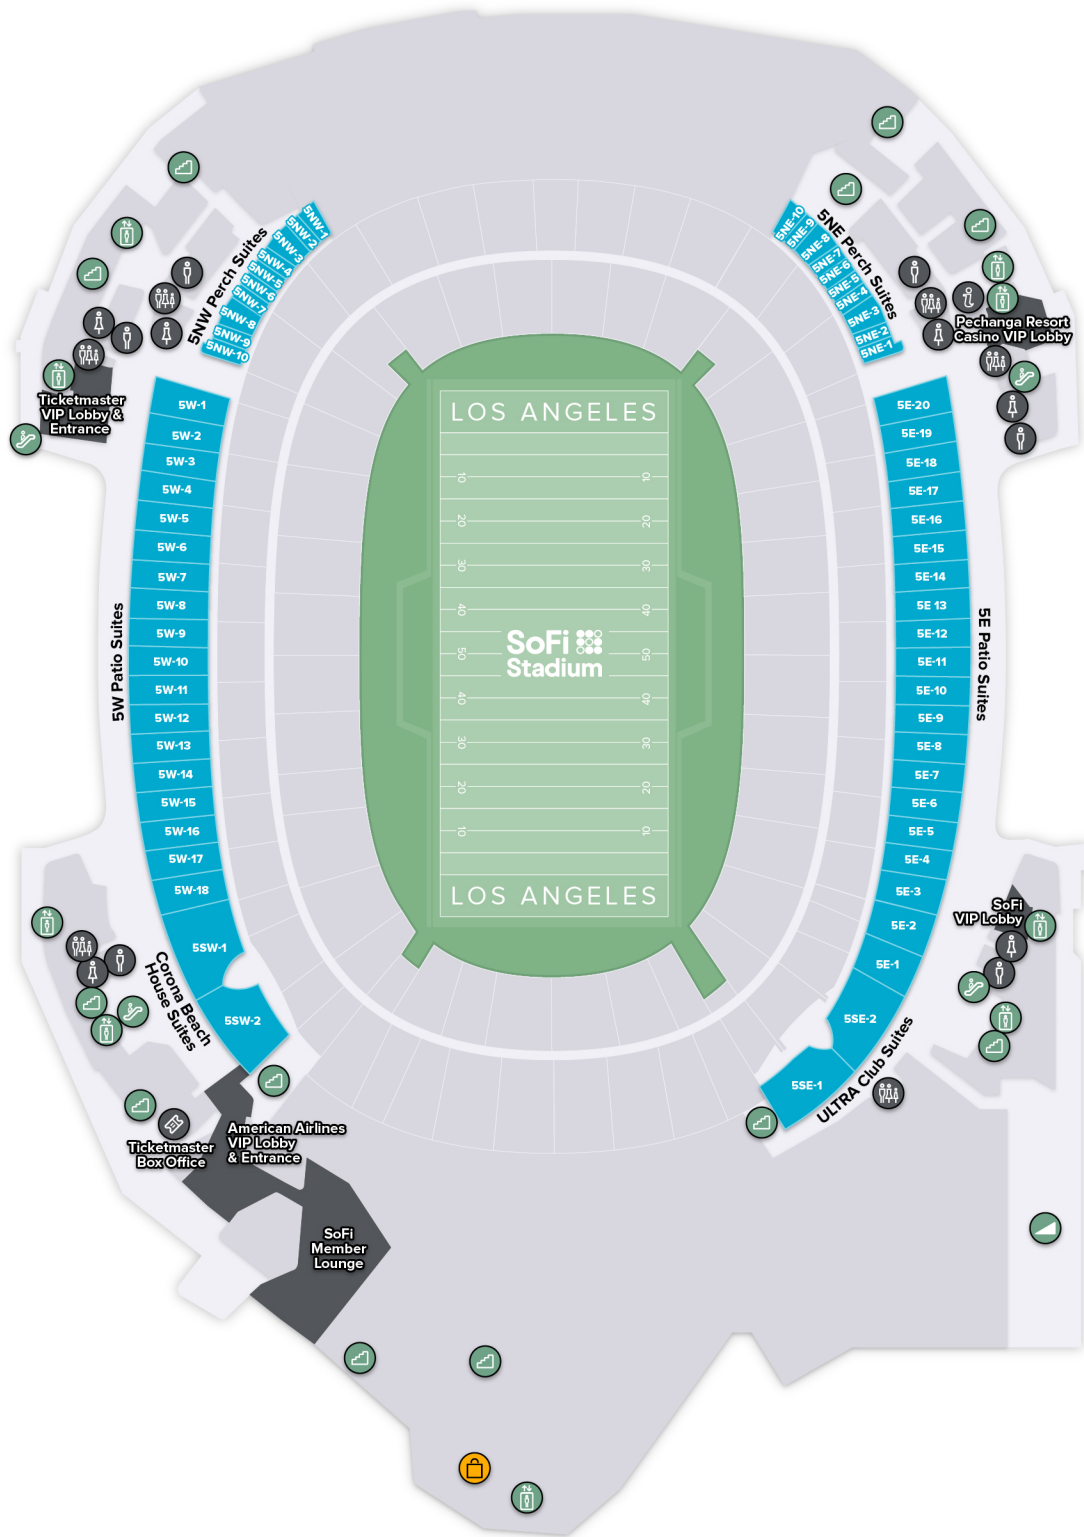 5NW Perch Suites
5NW-1
5NW-2
5NW-3
5NW-4
5NW-5
5NW-6
5NW-7
5NW-8
5NW-9
5NW-10
5NE Perch Suites
5NE-10
5NE-9
5NE-8
5NE-7
5NE-6
5NE-5
5NE-4
5NE-3
5NE-2
5NE-1
Pechanga Resort
Casino VIP Lobby
Ticketmaster
VIP Lobby &
Entrance
5W Patio Suites
5W-1
5W-2
5W-3
5W-4
5W-5
5W-6
5W-7
5W-8
5W-9
5W-10
5W-11
5W-12
5W-13
5W-14
5W-15
5W-16
5W-17
5W-18
LOS ANGELES
10 10
20 20
30 30
40 40
SoFi
Stadium
50 50
40 40
30 30
20 20
10 10
LOS ANGELES
5E Patio Suites
5E-20
5E-19
5E-18
5E-17
5E-16
5E-15
5E-14
5E 13
5E-12
5E-11
5E-10
5E-9
5E-8
5E-7
5E-6
5E-5
5E-4
5E-3
5E-2
5E-1
SoFi
VIP Lobby
Corona Beach
House Suites
5SW-1
5SW-2
5SE-2
5SE-1
ULTRA Club Suites
Ticketmaster
Box Office
American Airlines
VIP Lobby
& Entrance
SoFi
Member
Lounge